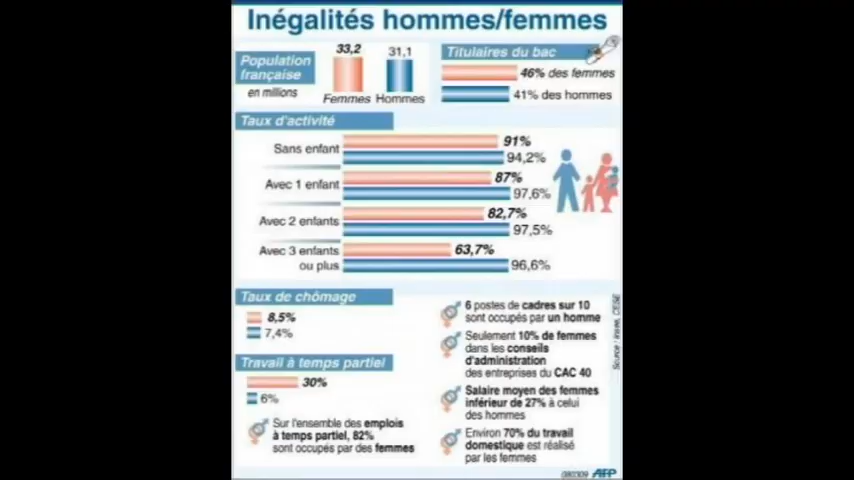 Inégalités hommes/femmes
Population
française
en millions
33,2
31,1
Femmes Hommes
Titulaires du bac
46% des femmes
41% des hommes
Taux d'activité
Sans enfant
91%
94,2%
Avec 1 enfant
87%
97,6%
Avec 2 enfants
82,7%
97,5%
Avec 3 enfants
ou plus
63,7%
96,6%
Taux de chômage
8,5%
7,4%
Travail à temps partiel
30%
6%
Sur l'ensemble des emplois
à temps partiel, 82%
sont occupés par des femmes
6 postes de cadres sur 10
sont occupés par un homme
Seulement 10% de femmes
dans les conseils
d'administration
des entreprises du CAC 40
Salaire moyen des femmes
inférieur de 27% à celui
des hommes
Environ 70% du travail
domestique est réalisé
par les femmes
Source : Insee, CESE
080309 AFP